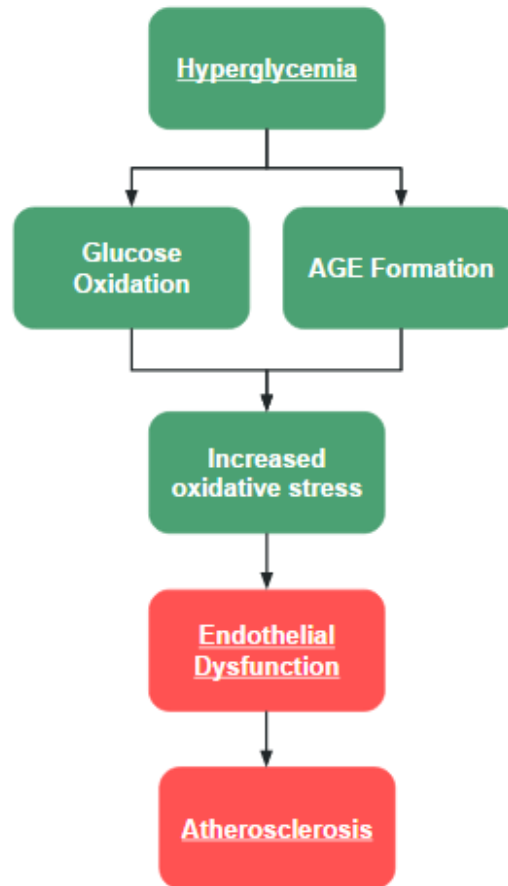 Hyperglycemia
Glucose
Oxidation
AGE Formation
Increased
oxidative stress
Endothelial
Dysfunction
Atherosclerosis